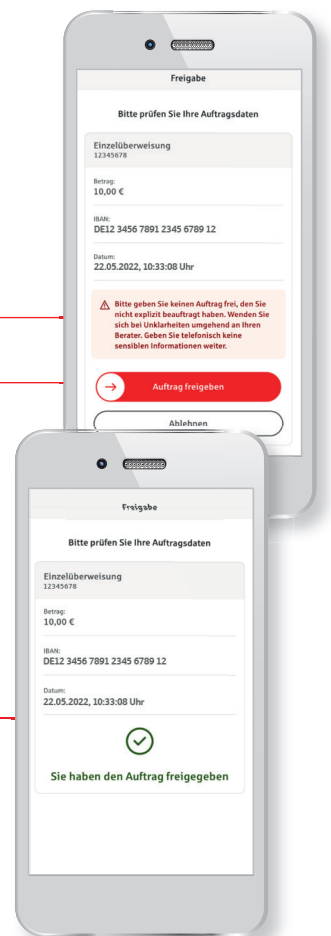 Freigabe
Bitte prüfen Sie Ihre Auftragsdaten
Einzelüberweisung
12345678
Betrag:
10,00 €
IBAN:
DE12 3456 7891 2345 6789 12
Datum:
22.05.2022, 10:33:08 Uhr
Bitte geben Sie keinen Auftrag frei, den Sie
nicht explizit beauftragt haben. Wenden Sie
sich bei Unklarheiten umgehend an Ihren
Berater. Geben Sie telefonisch keine
sensiblen Informationen weiter.
Auftrag freigeben
Ablehnen
Freigabe
Bitte prüfen Sie Ihre Auftragsdaten
Einzelüberweisung
12345678
Betrag:
10,00 €
IBAN:
DE12 3456 7891 2345 6789 12
Datum:
22.05.2022, 10:33:08 Uhr
Sie haben den Auftrag freigegeben